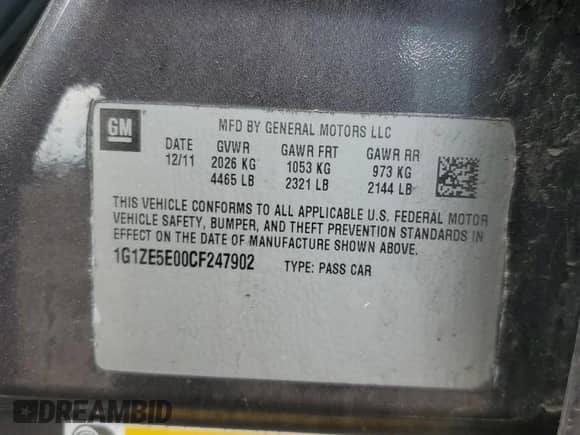 GM
MFD BY GENERAL MOTORS LLC
DATE GVWR GAWR FRT GAWR RR
12/11 2026 KG 1053 KG 973 KG
4465 LB 2321 LB 2144 LB
THIS VEHICLE CONFORMS TO ALL APPLICABLE U.S. FEDERAL MOTOR
VEHICLE SAFETY, BUMPER, AND THEFT PREVENTION STANDARDS IN
EFFECT ON THE DATE OF MANUFACTURE SHOWN ABOVE.
1G1ZE5E00CF247902 TYPE: PASS CAR
DREAMBID